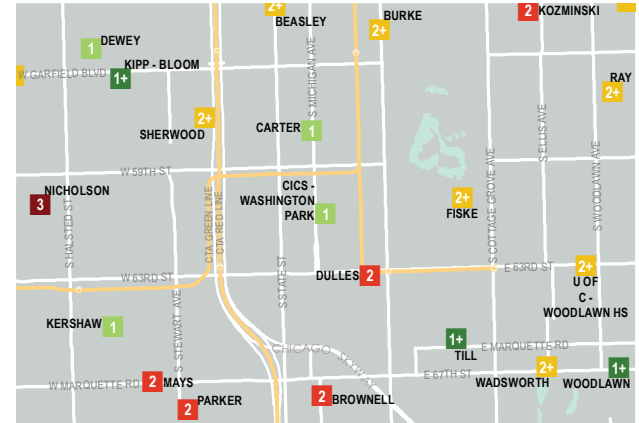 BEASLEY
BURKE
2 KOZMINSKI
2+
2+
DEWEY
1
KIPP - BLOOM
1+
W GARFIELD BLVD
S MICHIGAN AVE
RAY
2+
SHERWOOD
2+
CARTER
1
S ELLIS AVE
S WOODLAWN AVE
S COTTAGE GROVE AVE
W 59TH ST
NICHOLSON
3
S HALSTED ST
CTA GREEN LINE
CTA RED LINE
CICS -
WASHINGTON
PARK
1
2+
FISKE
W 63RD ST
S STATE ST
DULLES 2
E 63RD ST
2+
U OF
C -
WOODLAWN HS
KERSHAW 1
S. STEWART AVE
CHICAGO SKYWAY
1+
TILL
E MARQUETTE RD
W MARQUETTE RD
2 MAYS
2 PARKER
2 BROWNELL
E 67TH ST
2+
WADSWORTH
1+
WOODLAWN